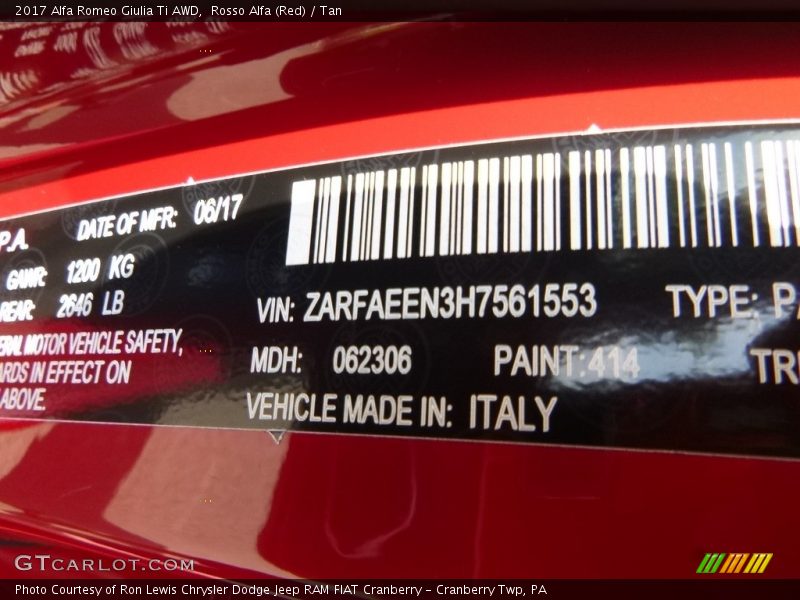 2017 Alfa Romeo Giulia Ti AWD,  Rosso Alfa (Red) / Tan
P.A. DATE OF MFR: 06/17
GAWR: 1200 KG
REAR: 2646 LB
VIN: ZARFAEEN3H7561553 TYPE:
MOTOR VEHICLE SAFETY,
MDH: 062306 PAINT:414
IN EFFECT ON
ABOVE.
VEHICLE MADE IN: ITALY
GTCARLOT.COM
Photo Courtesy of Ron Lewis Chrysler Dodge Jeep RAM FIAT Cranberry – Cranberry Twp, PA